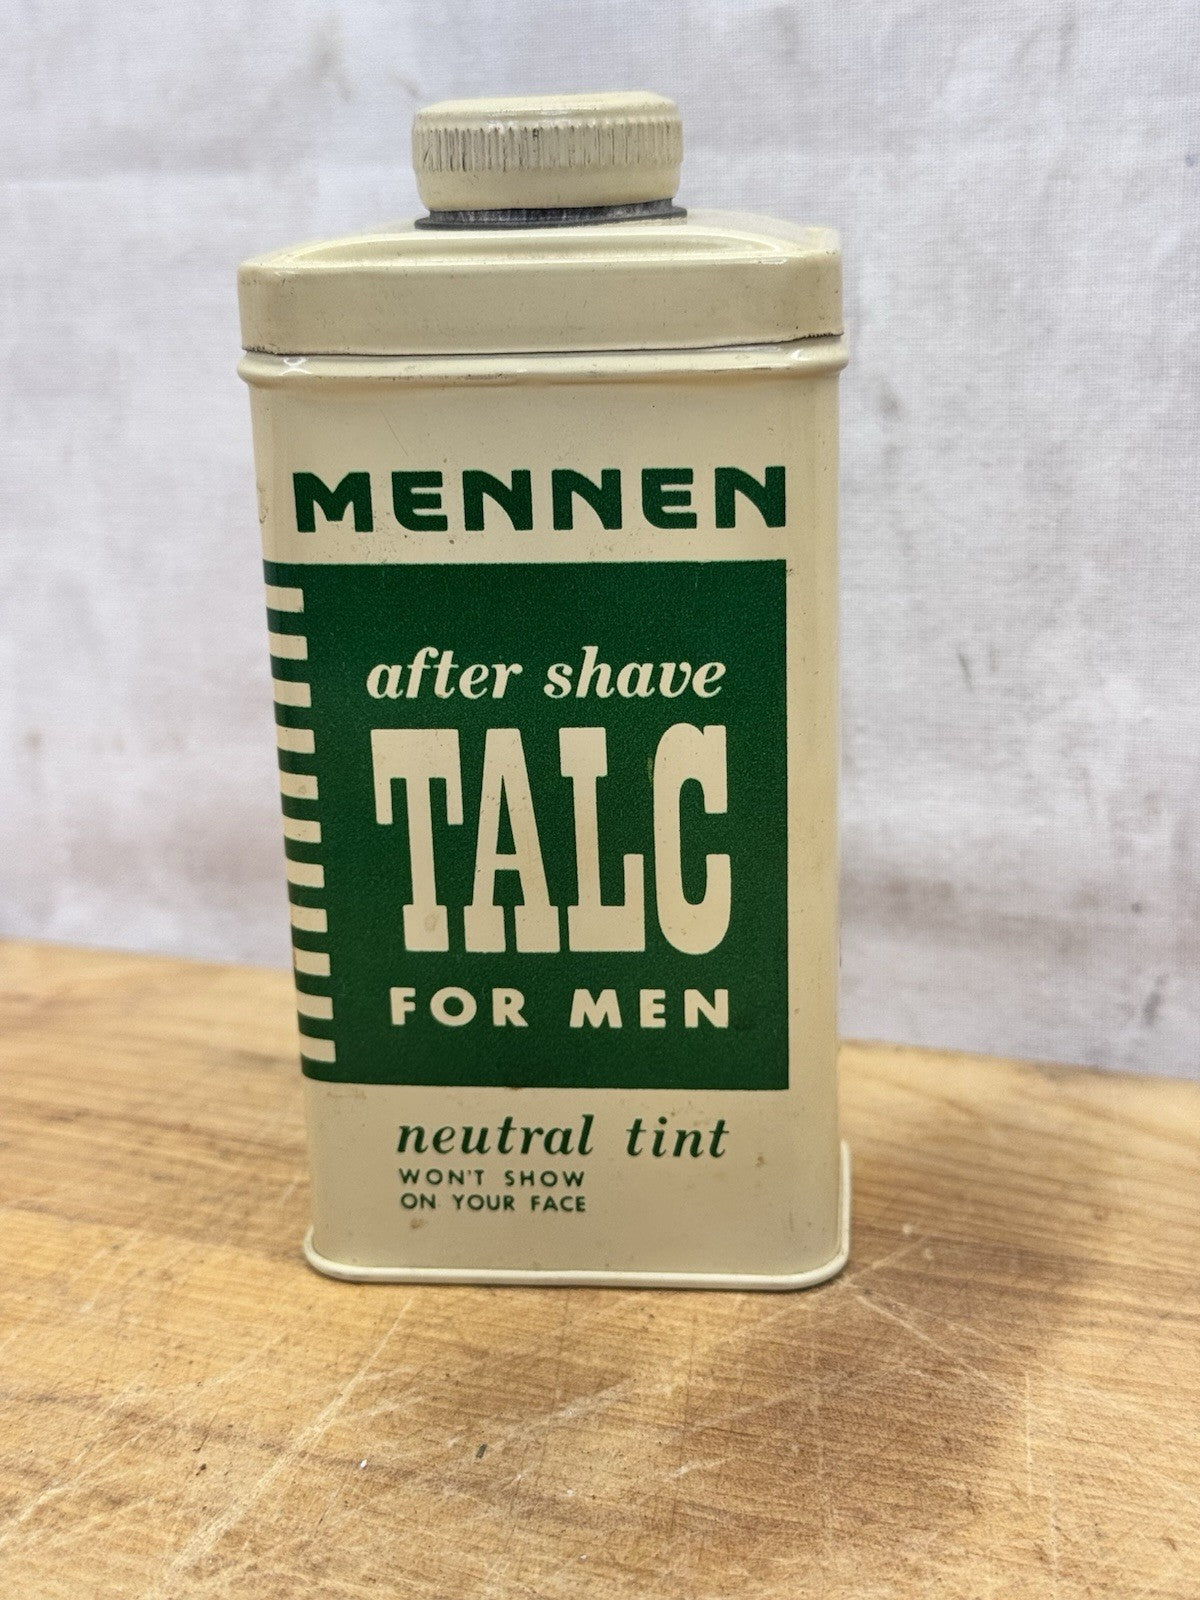 MENNEN
after shave
TALC
FOR MEN
neutral tint
WON'T SHOW
ON YOUR FACE